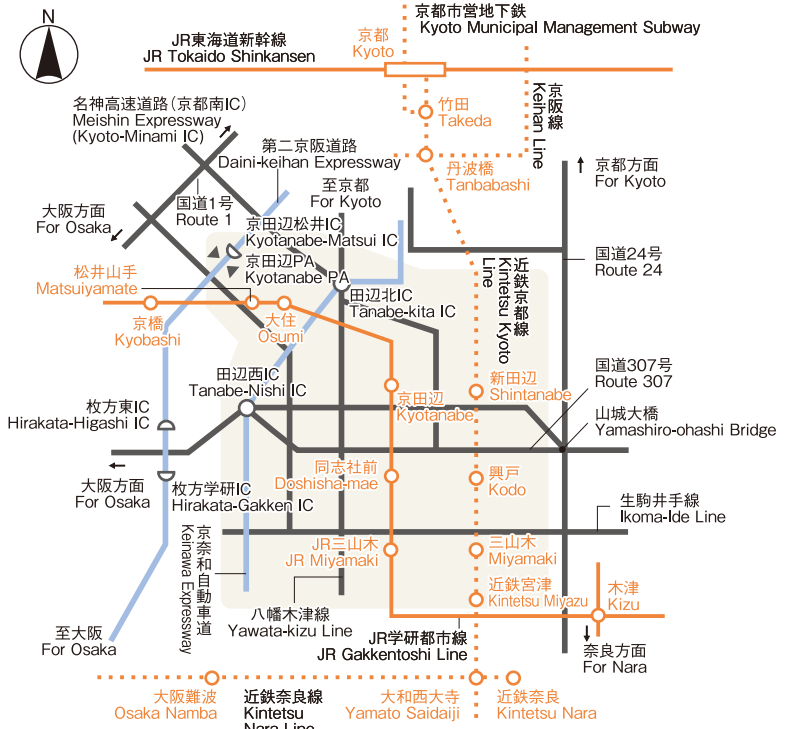 N
京都市営地下鉄
Kyoto Municipal Management Subway
JR東海道新幹線
JR Tokaido Shinkansen
京都
Kyoto
京阪線
Keihan Line
竹田
Takeda
名神高速道路(京都南IC)
Meishin Expressway
(Kyoto-Minami IC)
第二京阪道路
Daini-keihan Expressway
丹波橋
Tanbabashi
京都方面
For Kyoto
至京都
For Kyoto
国道1号
Route 1
大阪方面
For Osaka
京田辺松井IC
Kyotanabe-Matsui IC
京田辺PA
Kyotanabe PA
国道24号
Route 24
近鉄京都線
Kintetsu Kyoto
Line
松井山手
Matsuiyamate
田辺北IC
Tanabe-kita IC
京橋
Kyobashi
大住
Osumi
田辺西IC
Tanabe-Nishi IC
京田辺
Kyotanabe
新田辺
Shintanabe
国道307号
Route 307
枚方東IC
Hirakata-Higashi IC
山城大橋
Yamashiro-ohashi Bridge
大阪方面
For Osaka
枚方学研IC
Hirakata-Gakken IC
同志社前
Doshisha-mae
興戸
Kodo
生駒井手線
Ikoma-Ide Line
京奈和自動車道
Keinawa Expressway
JR三山木
JR Miyamaki
三山木
Miyamaki
近鉄宮津
Kintetsu Miyazu
木津
Kizu
八幡木津線
Yawata-kizu Line
至大阪
For Osaka
JR学研都市線
JR Gakkentoshi Line
奈良方面
For Nara
大阪難波
Osaka Namba
近鉄奈良線
Kintetsu
Nara Line
大和西大寺
Yamato Saidaiji
近鉄奈良
Kintetsu Nara